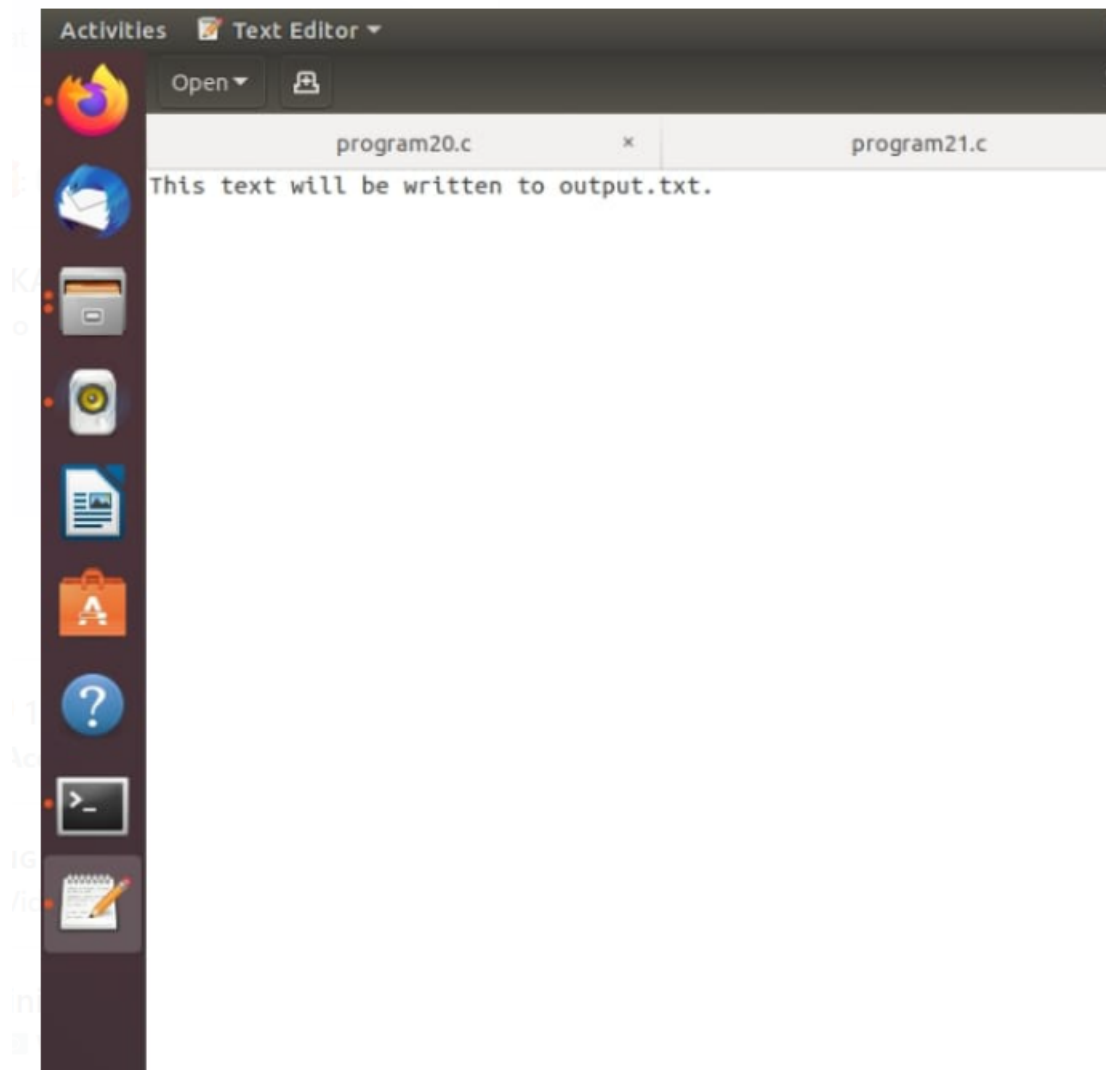 Activities Text Editor
Open
program20.c × program21.c
This text will be written to output.txt.